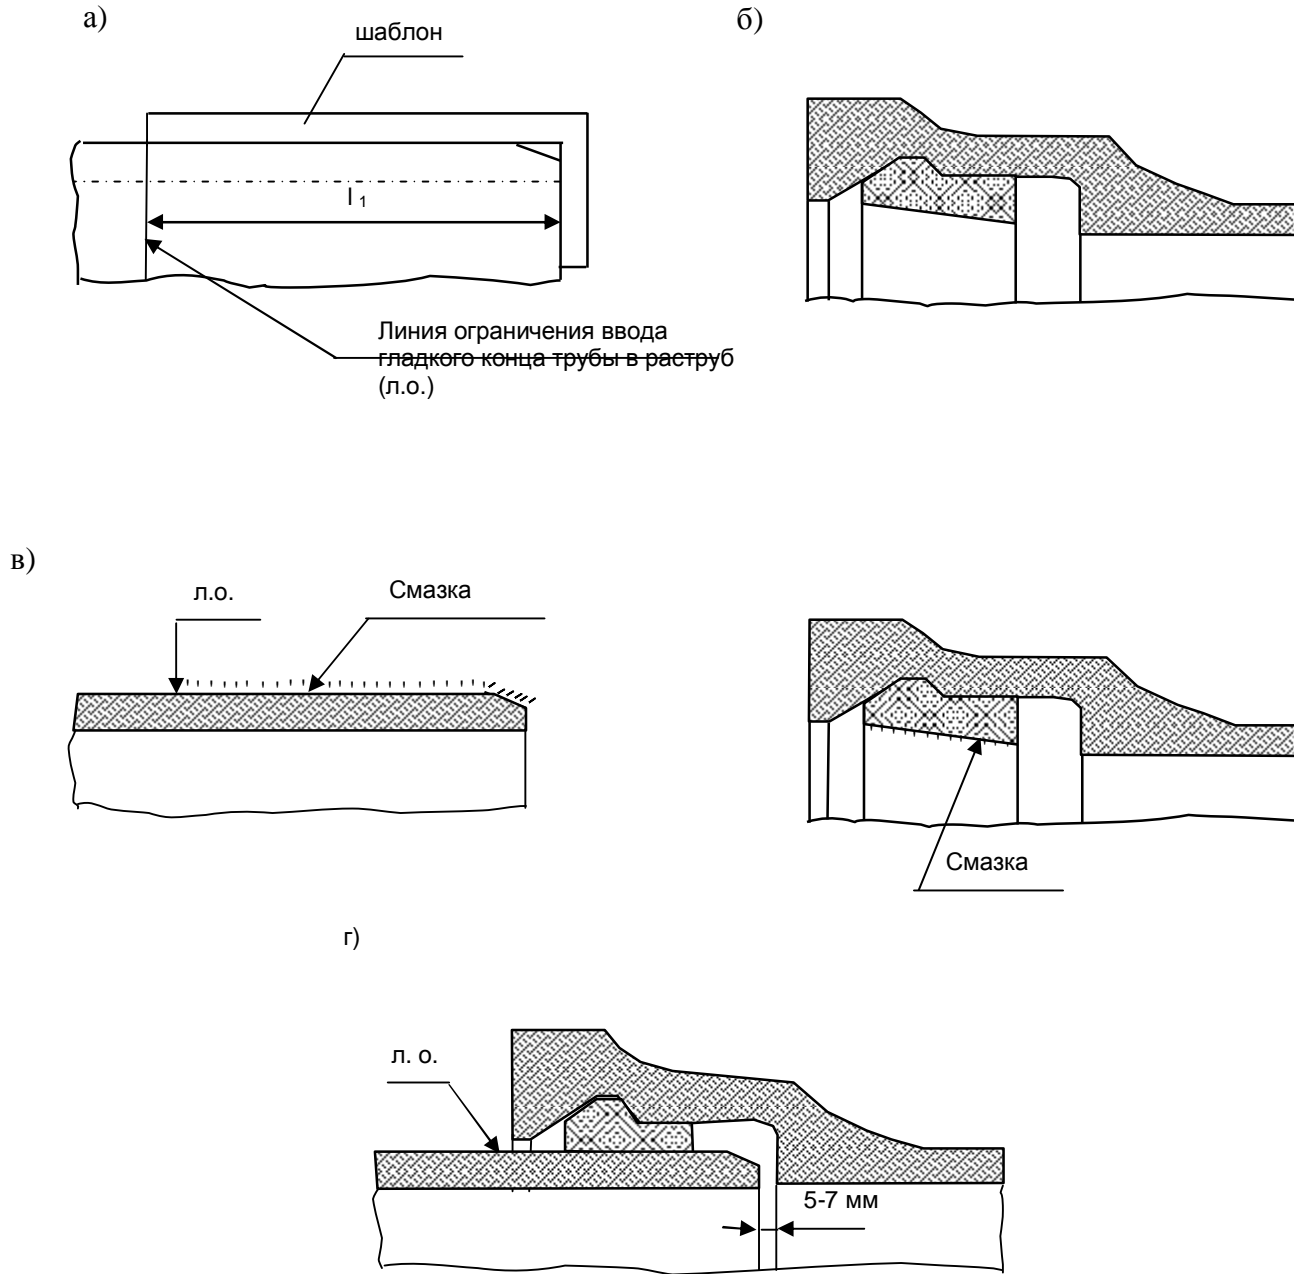 а)
шаблон
б)
l 1
Линия ограничения ввода
гладкого конца трубы в раструб
(л.о.)
в)
л.о.
Смазка
Смазка
г)
л. о.
5-7 мм